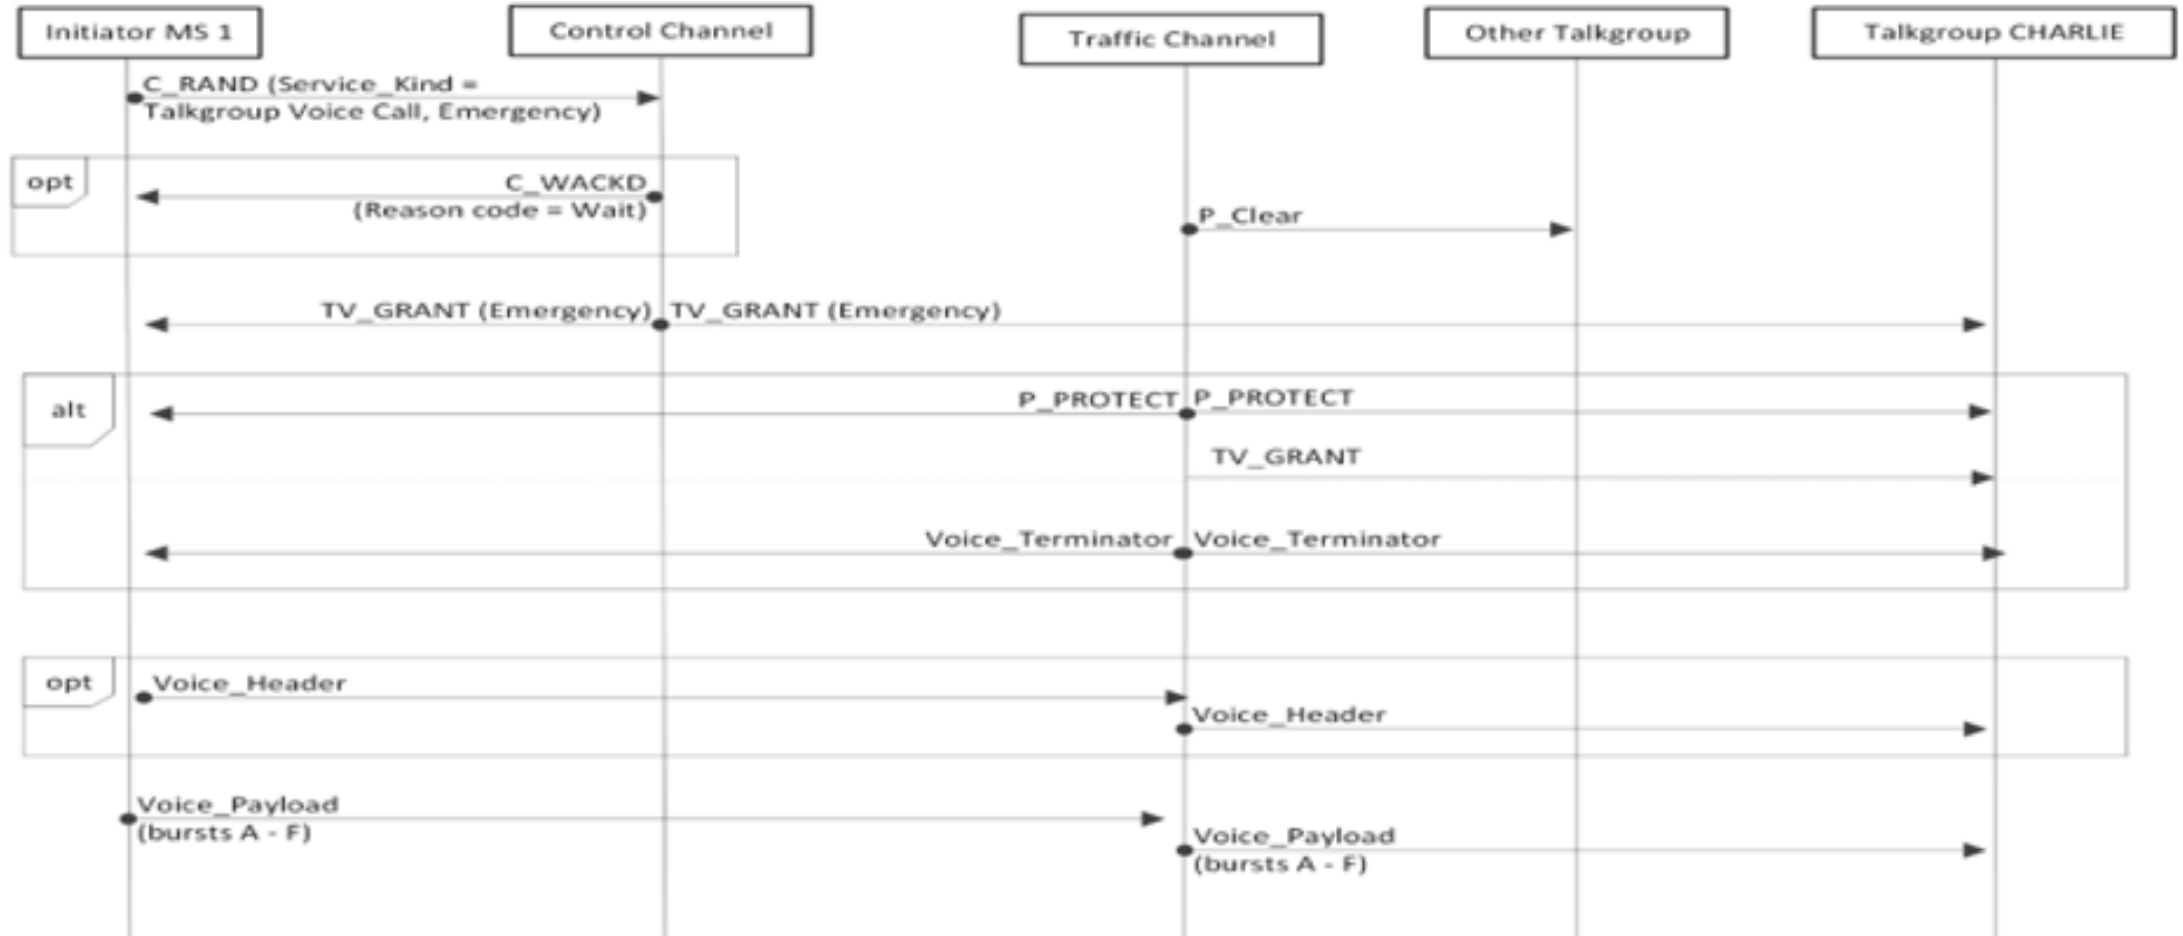 Initiator MS 1
Control Channel
Traffic Channel
Other Talkgroup
Talkgroup CHARLIE
C_RAND (Service_Kind =
Talkgroup Voice Call, Emergency)
opt
C_WACKD
(Reason code = Wait)
P_Clear
TV_GRANT (Emergency)
TV_GRANT (Emergency)
alt
P_PROTECT
P_PROTECT
TV_GRANT
Voice_Terminator
Voice_Terminator
opt
Voice_Header
Voice_Header
Voice_Payload
(bursts A - F)
Voice_Payload
(bursts A - F)